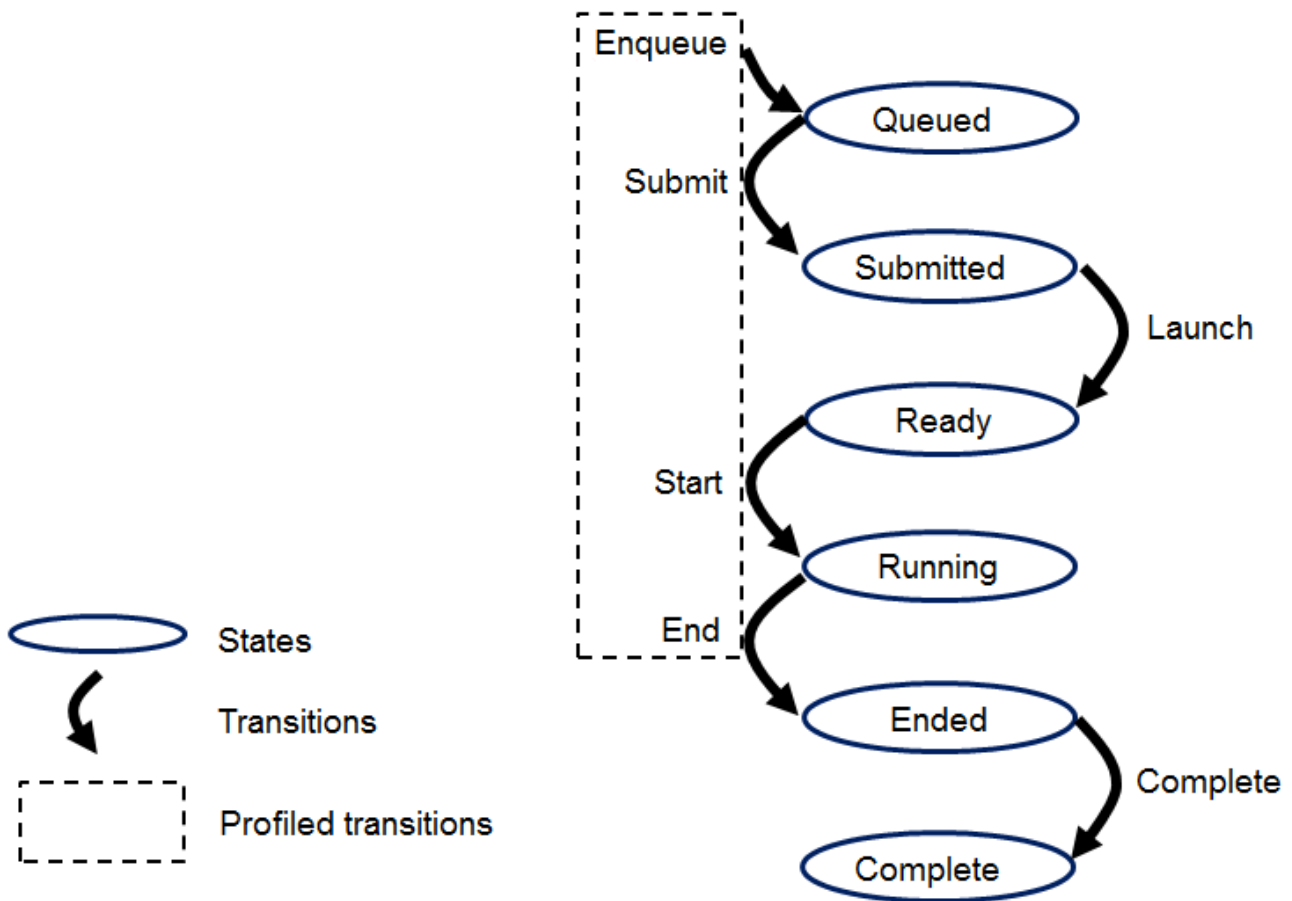 Enqueue
Queued
Submit
Submitted
Launch
Ready
Start
Running
End
States
Ended
Transitions
Complete
Profiled transitions
Complete